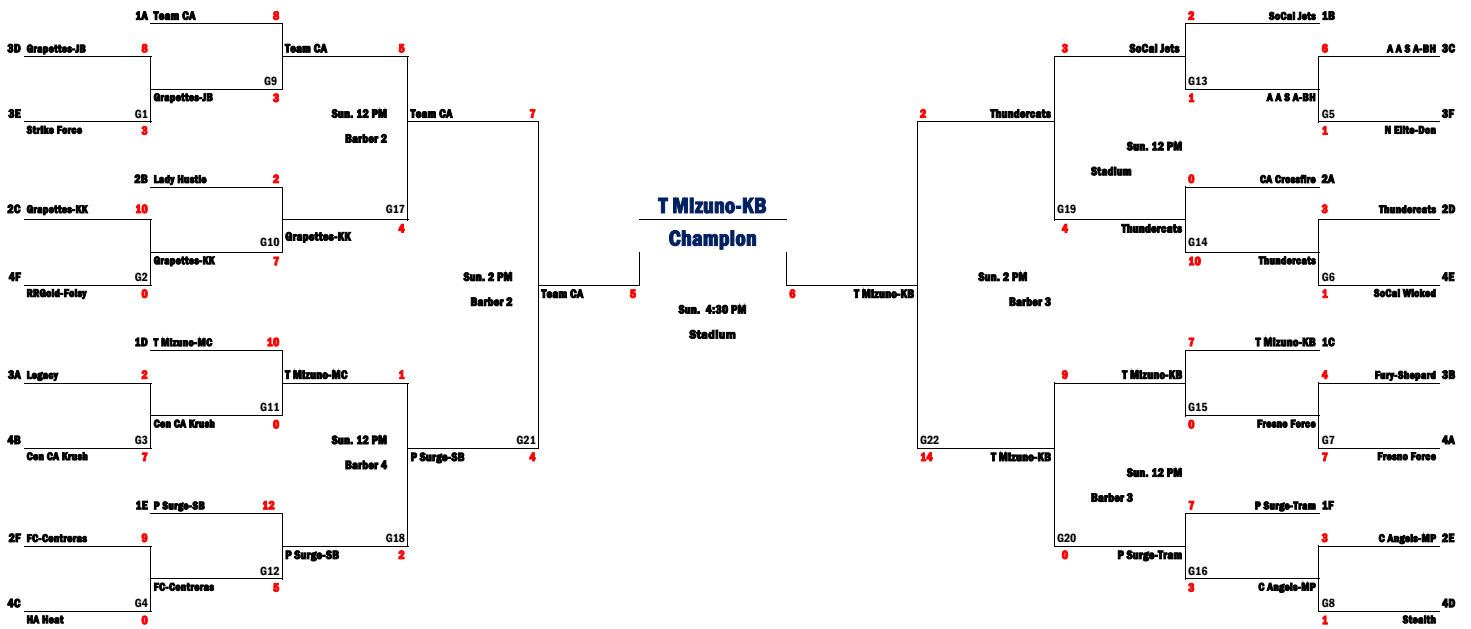 1A Team CA 8
3D Grapettes-JB 8
Team CA 5
G9
Grapettes-JB 3
3E G1
Strike Force 3
Sun. 12 PM
Barber 2
Team CA 7
2B Lady Hustle 2
2C Grapettes-KK 10
G17
4
G10
Grapettes-KK
Grapettes-KK 7
4F G2
RRGold-Foley 0
Sun. 2 PM
Barber 2
Team CA 5
1D T Mizuno-MC 10
3A Legacy 2
T Mizuno-MC 1
G11
Cen CA Krush 0
4B G3
Cen CA Krush 7
Sun. 12 PM
Barber 4
G21
P Surge-SB 4
1E P Surge-SB 12
2F FC-Contreras 9
G18
P Surge-SB 2
G12
FC-Contreras 5
4C G4
HA Heat 0
T Mizuno-KB
Champion
Sun. 4:30 PM
Stadium
2 SoCal Jets 1B
3 SoCal Jets
6 A A S A-BH 3C
G13
1 A A S A-BH
G5 3F
1 N Elite-Don
2 Thundercats
Sun. 12 PM
Stadium
0 CA Crossfire 2A
3 Thundercats 2D
G19
4 Thundercats
G14
10 Thundercats
G6 4E
1 SoCal Wicked
Sun. 2 PM
Barber 3
6 T Mizuno-KB
7 T Mizuno-KB 1C
9 T Mizuno-KB
4 Fury-Shepard 3B
G15
0 Fresno Force
G7 4A
7 Fresno Force
G22
14 T Mizuno-KB
Sun. 12 PM
Barber 3
7 P Surge-Tram 1F
3 C Angels-MP 2E
G20
0 P Surge-Tram
G16
3 C Angels-MP
G8 4D
1 Stealth